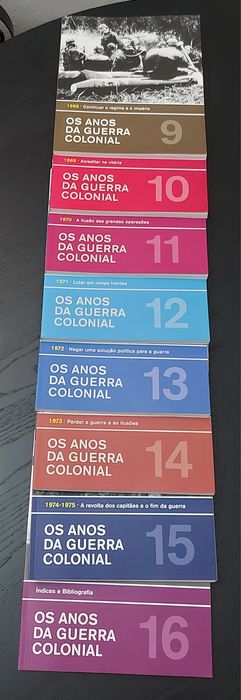 1968 · Continuar o regime e o império
OS ANOS
DA GUERRA
COLONIAL
9
1969 · Acreditar na vitória
OS ANOS
DA GUERRA
COLONIAL
10
1970 · A ilusão das grandes operações
OS ANOS
DA GUERRA
COLONIAL
11
1971 · Lutar em novas frentes
OS ANOS
DA GUERRA
COLONIAL
12
1972 · Negar uma solução política para a guerra
OS ANOS
DA GUERRA
COLONIAL
13
1973 · Perder a guerra e as ilusões
OS ANOS
DA GUERRA
COLONIAL
14
1974-1975 · A revolta dos capitães e o fim da guerra
OS ANOS
DA GUERRA
COLONIAL
15
Índices e Bibliografia
OS ANOS
DA GUERRA
COLONIAL
16